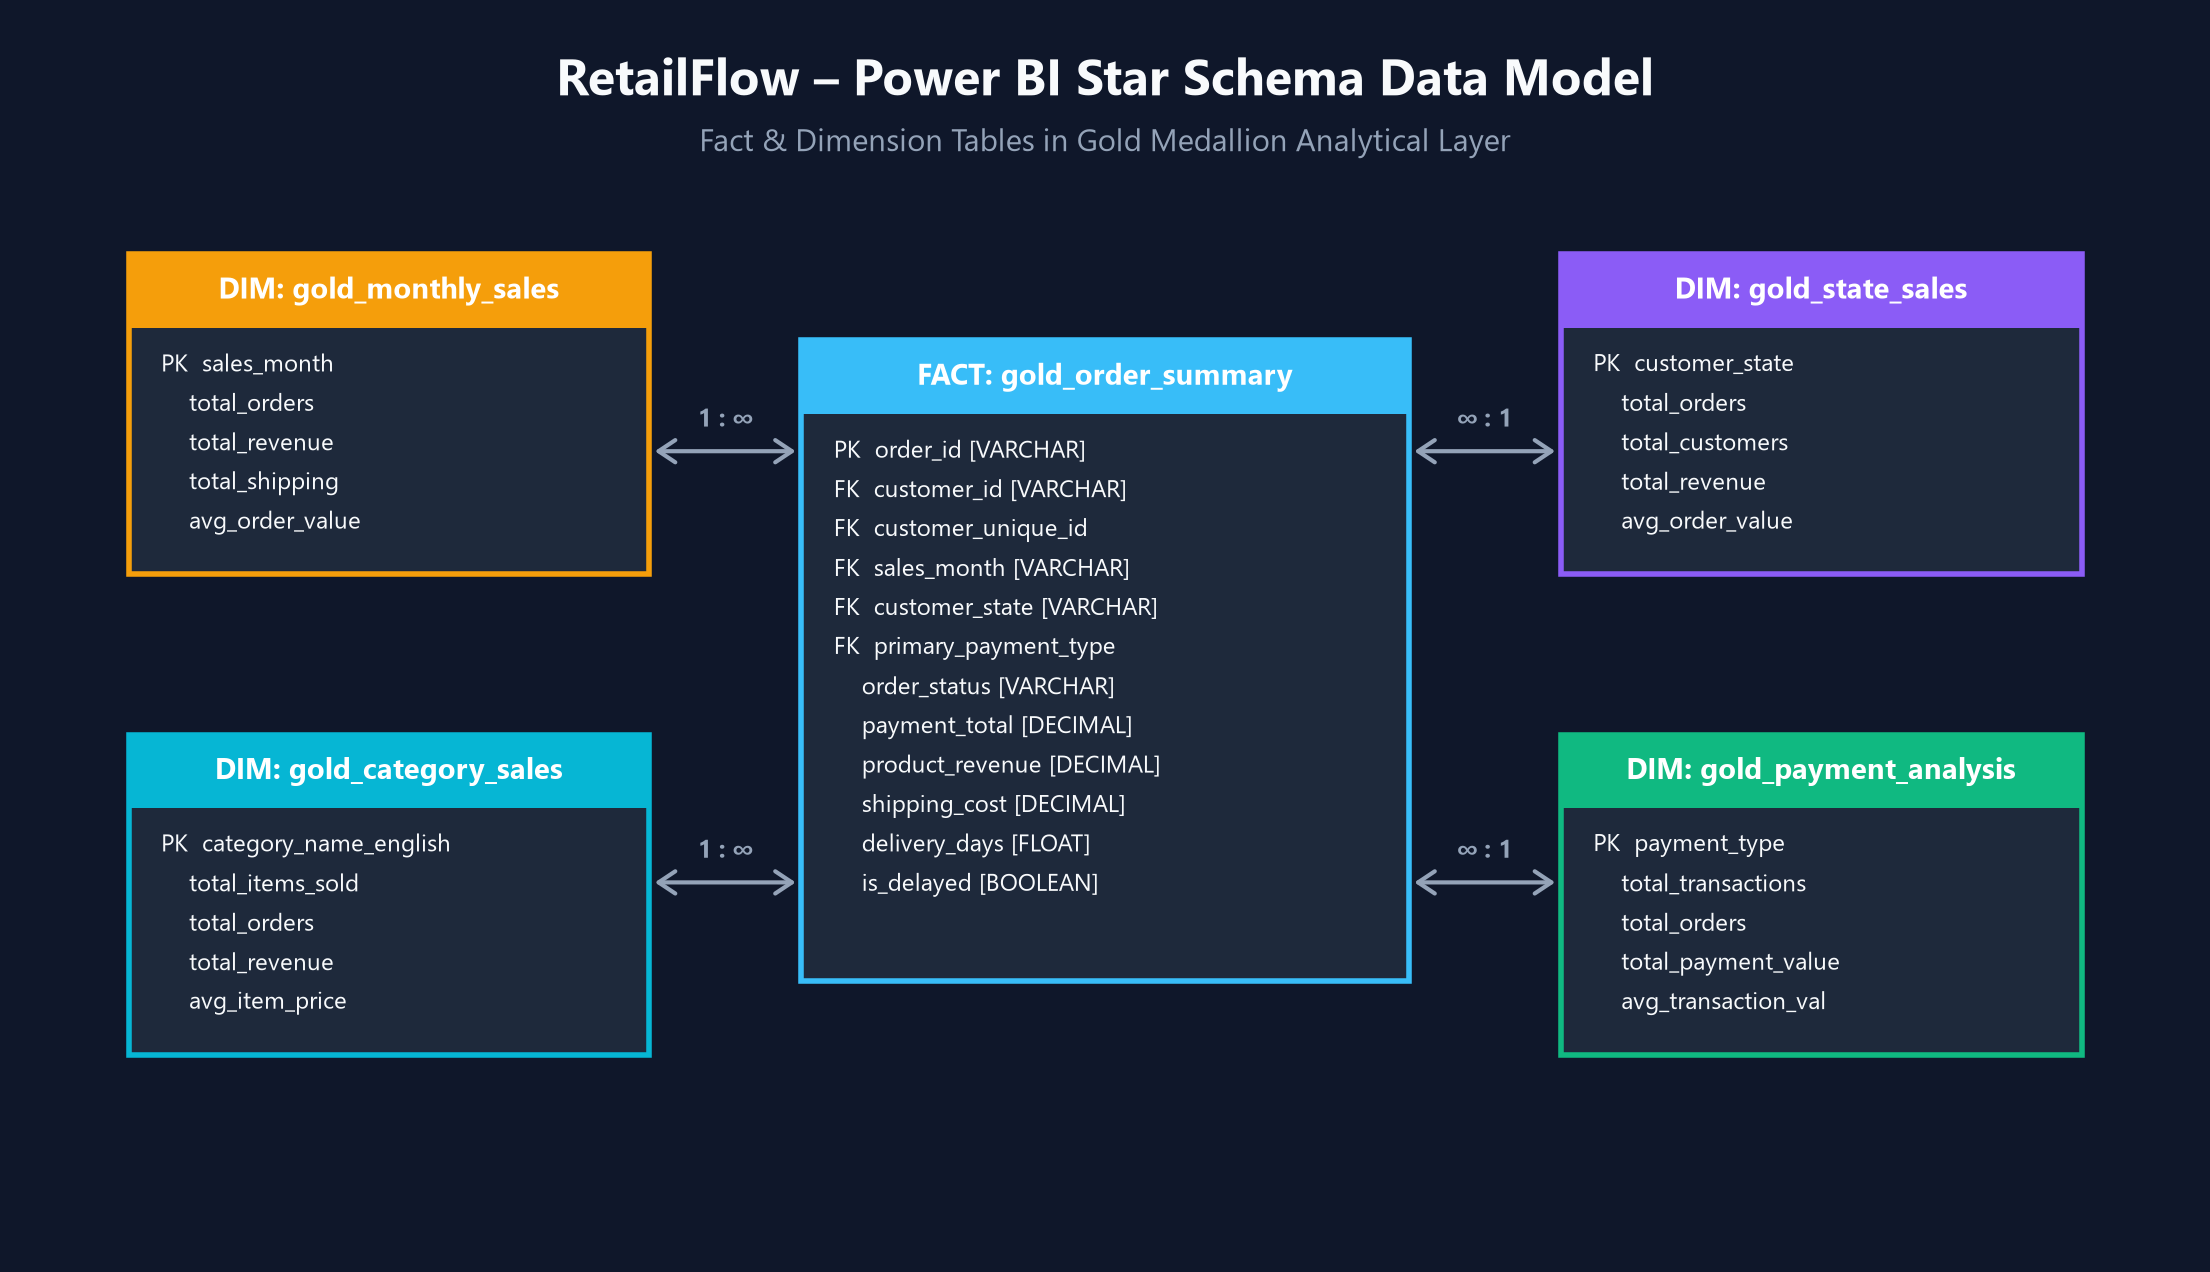 RetailFlow – Power BI Star Schema Data Model
Fact & Dimension Tables in Gold Medallion Analytical Layer
DIM: gold_monthly_sales
PK sales_month
total_orders
total_revenue
total_shipping
avg_order_value
1 : ∞
FACT: gold_order_summary
PK order_id [VARCHAR]
FK customer_id [VARCHAR]
FK customer_unique_id
FK sales_month [VARCHAR]
FK customer_state [VARCHAR]
FK primary_payment_type
order_status [VARCHAR]
payment_total [DECIMAL]
product_revenue [DECIMAL]
shipping_cost [DECIMAL]
delivery_days [FLOAT]
is_delayed [BOOLEAN]
∞ : 1
DIM: gold_state_sales
PK customer_state
total_orders
total_customers
total_revenue
avg_order_value
DIM: gold_category_sales
PK category_name_english
total_items_sold
total_orders
total_revenue
avg_item_price
1 : ∞
∞ : 1
DIM: gold_payment_analysis
PK payment_type
total_transactions
total_orders
total_payment_value
avg_transaction_val